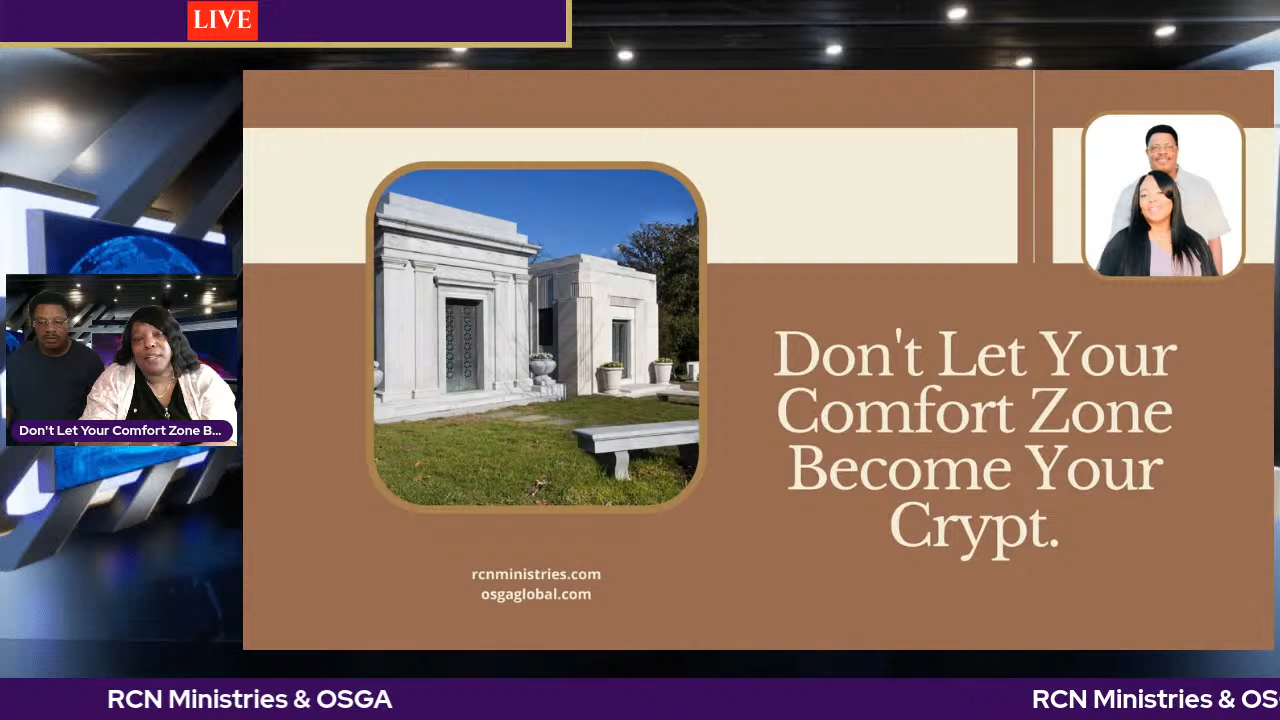 LIVE
Don't Let Your
Comfort Zone
Become Your
Crypt.
Don't Let Your Comfort Zone B...
rcnministries.com
osgaglobal.com
RCN Ministries & OSGA
RCN Ministries & OS